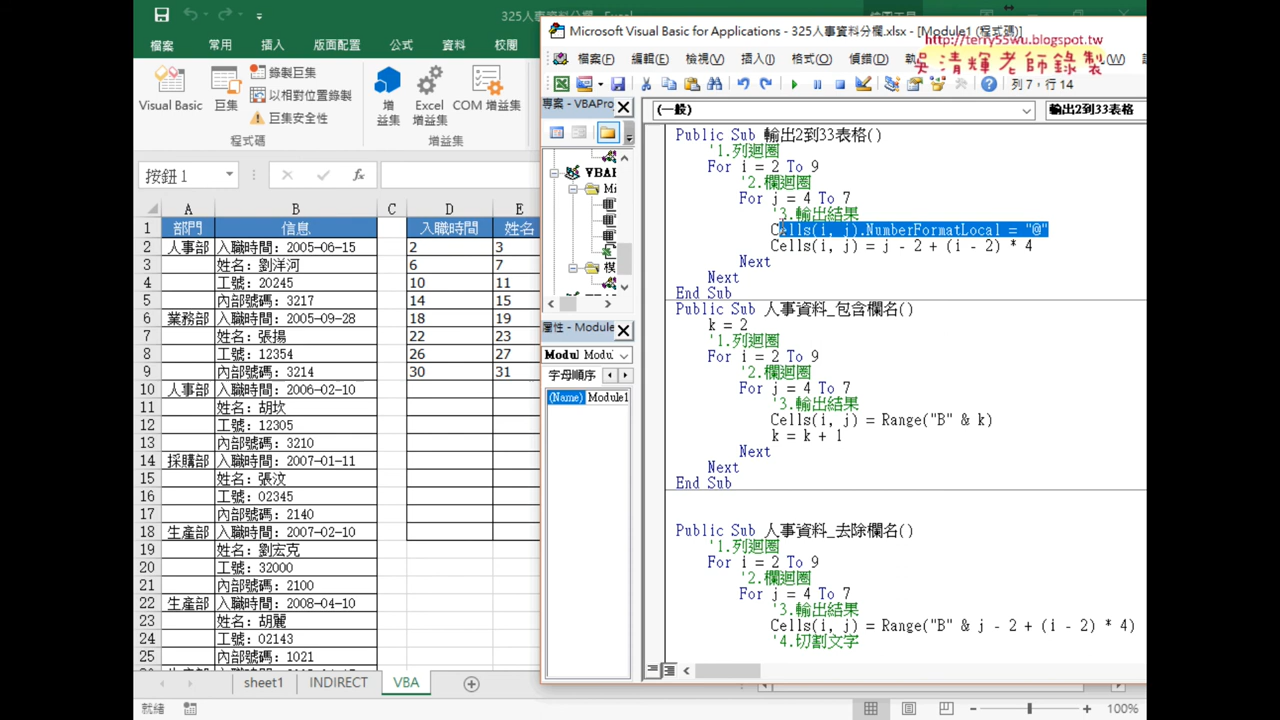 325人事資料分欄.xlsx - Excel
檔案 常用 插入 版面配置 公式 資料 校閱
Visual Basic
巨集
錄製巨集
以相對位置錄製
巨集安全性
增益集
Excel 增益集
COM 增益集
程式碼
增益集
按鈕 1
fx
A B C D E
1 部門 信息 入職時間 姓名
2 人事部 入職時間: 2005-06-15 2 3
3 姓名: 劉洋河 6 7
4 工號: 20245 10 11
5 內部號碼: 3217 14 15
6 業務部 入職時間: 2005-09-28 18 19
7 姓名: 張揚 22 23
8 工號: 12354 26 27
9 內部號碼: 3214 30 31
10 人事部 入職時間: 2006-02-10
11 姓名: 胡坎
12 工號: 12305
13 內部號碼: 3210
14 採購部 入職時間: 2007-01-11
15 姓名: 張汶
16 工號: 02345
17 內部號碼: 2140
18 生產部 入職時間: 2007-02-10
19 姓名: 劉宏克
20 工號: 32000
21 內部號碼: 2100
22 生產部 入職時間: 2008-04-10
23 姓名: 胡麗
24 工號: 02143
25 內部號碼: 1021
sheet1 INDIRECT VBA
就緒
100%
Microsoft Visual Basic for Applications - 325人事資料分欄.xlsx - [Module1 (程式碼)]
http://terry55wu.blogspot.tw
吳清輝老師錄製
檔案(F) 編輯(E) 檢視(V) 插入(I) 格式(O) 偵錯(D)
列 7, 行 14
專案 - VBAPro
VBAP
Mi
模
屬性 - Module
Modul Modu
字母順序
(Name) Module1
(一般) 輸出2到33表格
Public Sub 輸出2到33表格()
'1.列迴圈
For i = 2 To 9
'2.欄迴圈
For j = 4 To 7
'3.輸出結果
Cells(i, j).NumberFormatLocal = "@"
Cells(i, j) = j - 2 + (i - 2) * 4
Next
Next
End Sub
Public Sub 人事資料_包含欄名()
k = 2
'1.列迴圈
For i = 2 To 9
'2.欄迴圈
For j = 4 To 7
'3.輸出結果
Cells(i, j) = Range("B" & k)
k = k + 1
Next
Next
End Sub
Public Sub 人事資料_去除欄名()
'1.列迴圈
For i = 2 To 9
'2.欄迴圈
For j = 4 To 7
'3.輸出結果
Cells(i, j) = Range("B" & j - 2 + (i - 2) * 4)
'4.切割文字